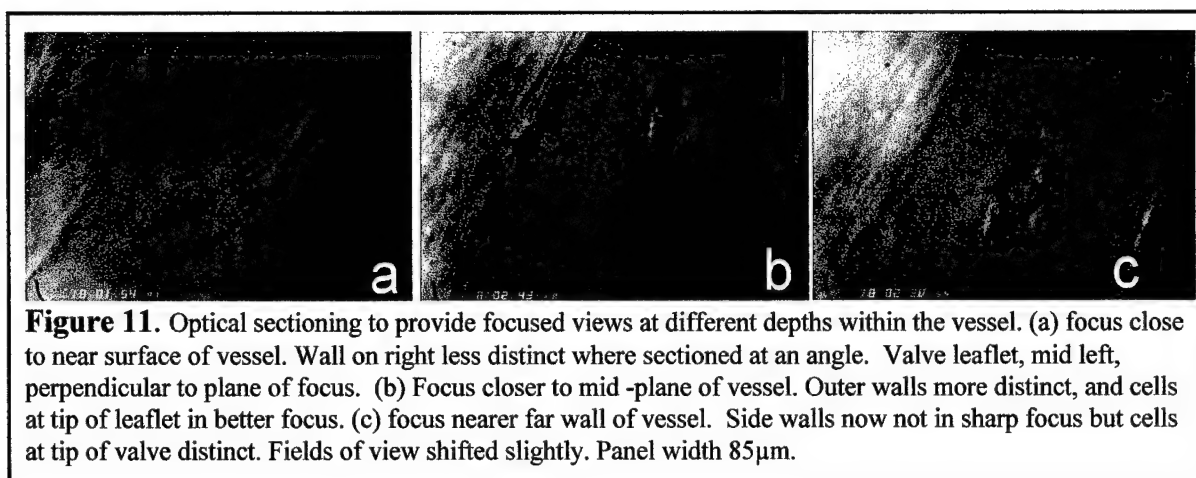 a
b
c
Figure 11. Optical sectioning to provide focused views at different depths within the vessel. (a) focus close
to near surface of vessel. Wall on right less distinct where sectioned at an angle. Valve leaflet, mid left,
perpendicular to plane of focus. (b) Focus closer to mid -plane of vessel. Outer walls more distinct, and cells
at tip of leaflet in better focus. (c) focus nearer far wall of vessel. Side walls now not in sharp focus but cells
at tip of valve distinct. Fields of view shifted slightly. Panel width 85µm.